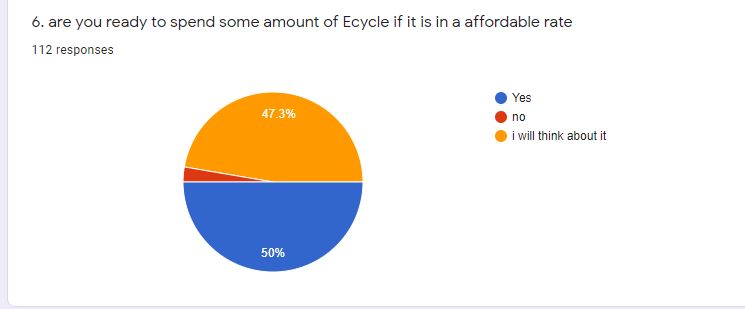 6. are you ready to spend some amount of Ecycle if it is in a affordable rate
112 responses
47.3%
50%
Yes
no
i will think about it